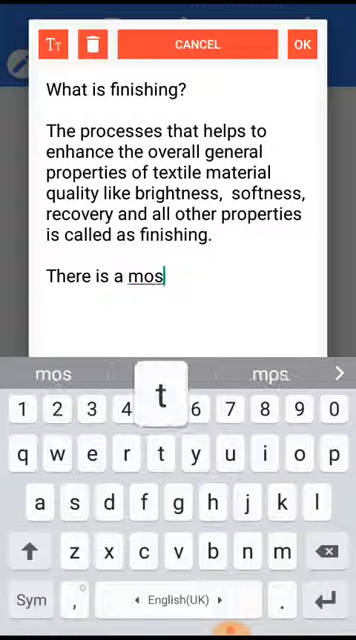 TT CANCEL OK
What is finishing?
The processes that helps to
enhance the overall general
properties of textile material
quality like brightness,  softness,
recovery and all other properties
is called as finishing.
There is a mos
mos mps
t
1 2 3 4 6 7 8 9 0
q w e r t y u i o p
a s d f g h j k l
z x c v b n m
Sym , English(UK) .